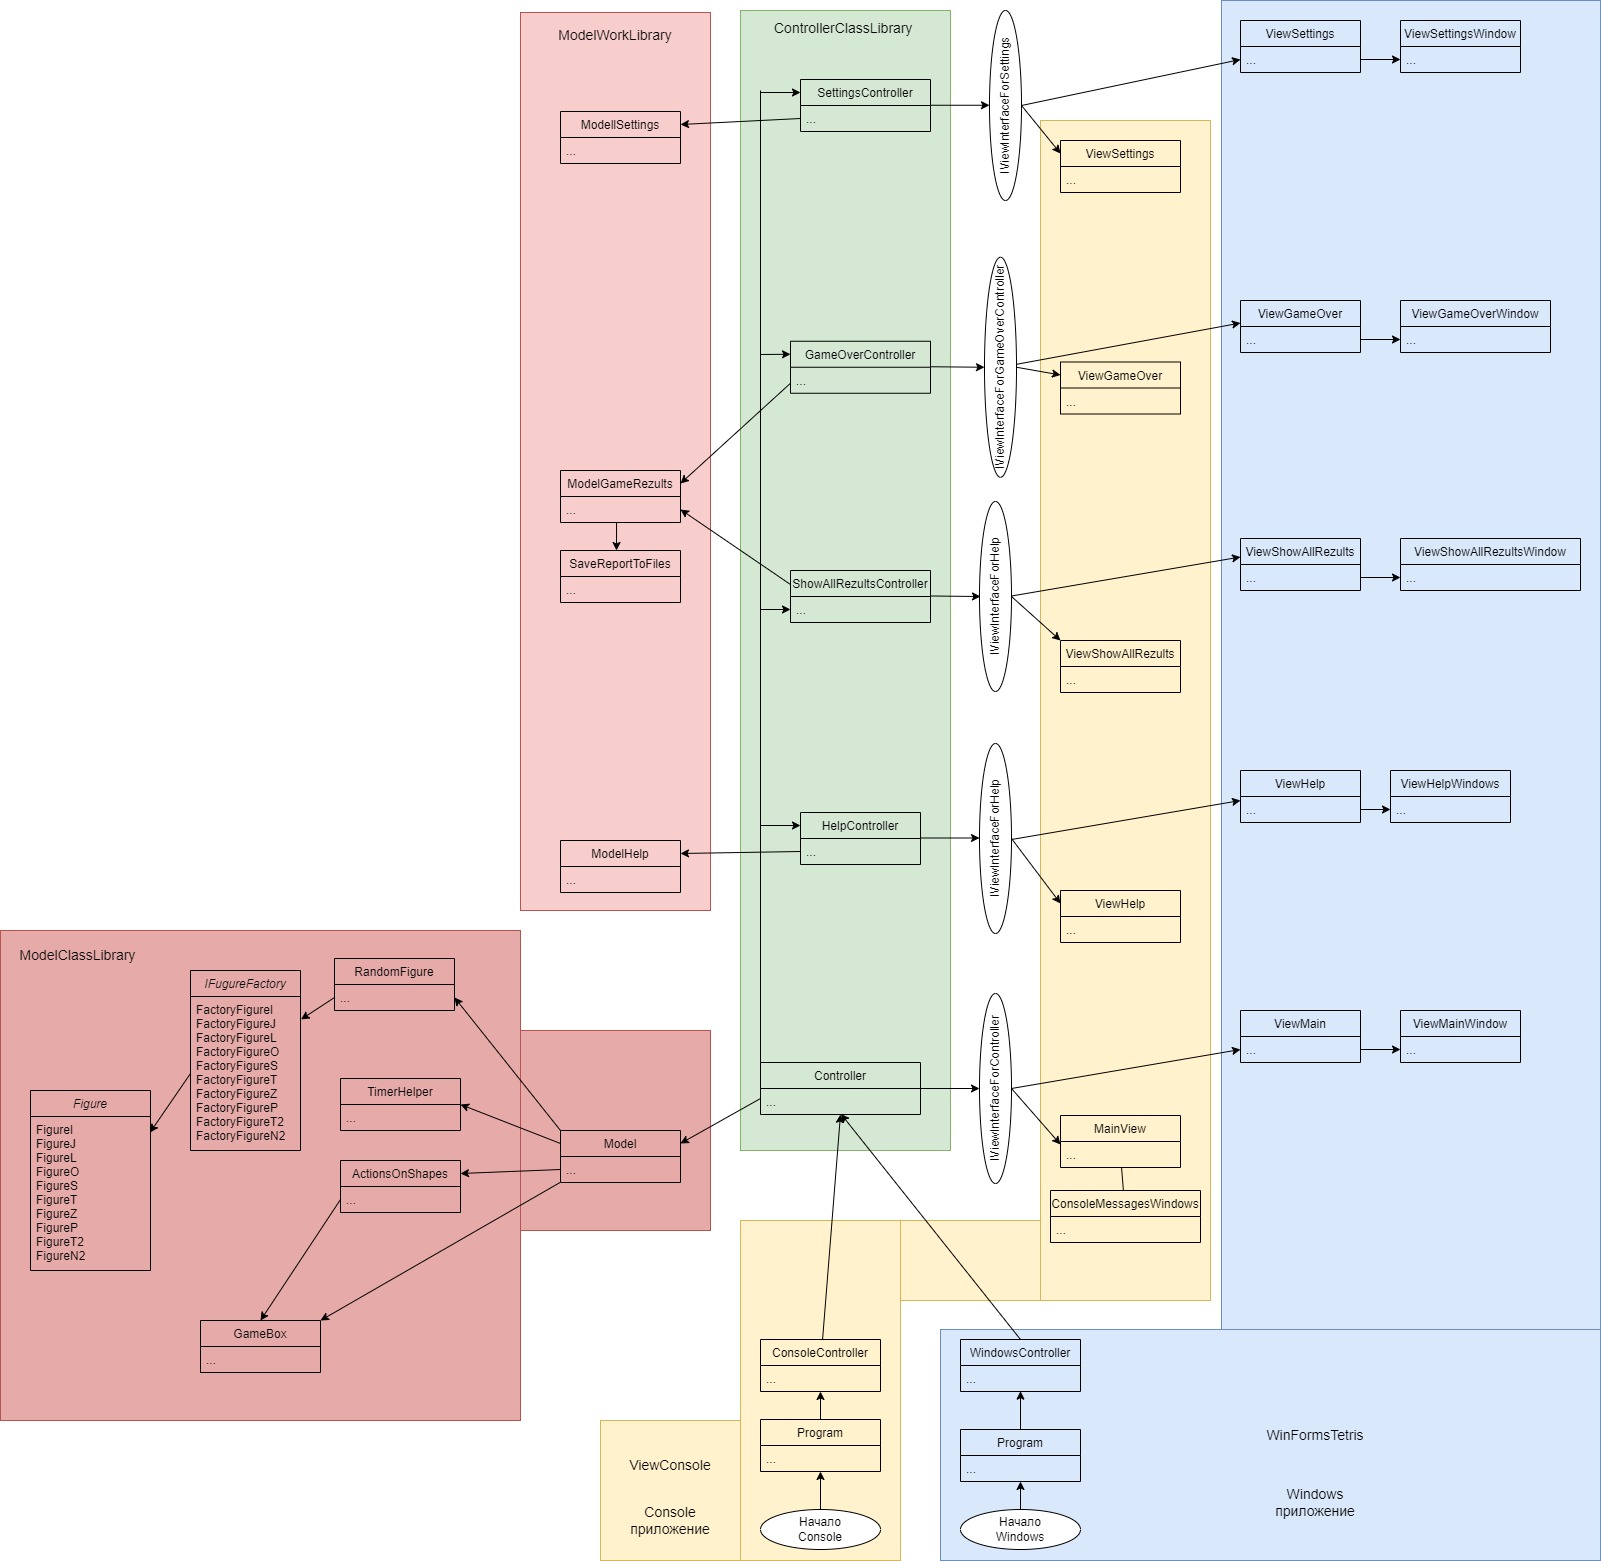 ModelWorkLibrary
ModellSettings
...
ModelGameRezults
...
SaveReportToFiles
...
ModelHelp
...
ControllerClassLibrary
SettingsController
...
GameOverController
...
ShowAllRezultsController
...
HelpController
...
Controller
...
IViewInterfaceForSettings
IViewInterfaceForGameOverController
IViewInterfaceForHelp
IViewInterfaceForHelp
IViewInterfaceForController
ViewSettings
...
ViewGameOver
...
ViewShowAllRezults
...
ViewHelp
...
MainView
...
ConsoleMessagesWindows
...
ViewSettings
...
ViewSettingsWindow
...
ViewGameOver
...
ViewGameOverWindow
...
ViewShowAllRezults
...
ViewShowAllRezultsWindow
...
ViewHelp
...
ViewHelpWindows
...
ViewMain
...
ViewMainWindow
...
ModelClassLibrary
Figure
FigureI
FigureJ
FigureL
FigureO
FigureS
FigureT
FigureZ
FigureP
FigureT2
FigureN2
IFugureFactory
FactoryFigureI
FactoryFigureJ
FactoryFigureL
FactoryFigureO
FactoryFigureS
FactoryFigureT
FactoryFigureZ
FactoryFigureP
FactoryFigureT2
FactoryFigureN2
RandomFigure
...
TimerHelper
...
ActionsOnShapes
...
Model
...
GameBox
...
ViewConsole
Console
приложение
ConsoleController
...
Program
...
Начало
Console
WindowsController
...
Program
...
Начало
Windows
WinFormsTetris
Windows
приложение